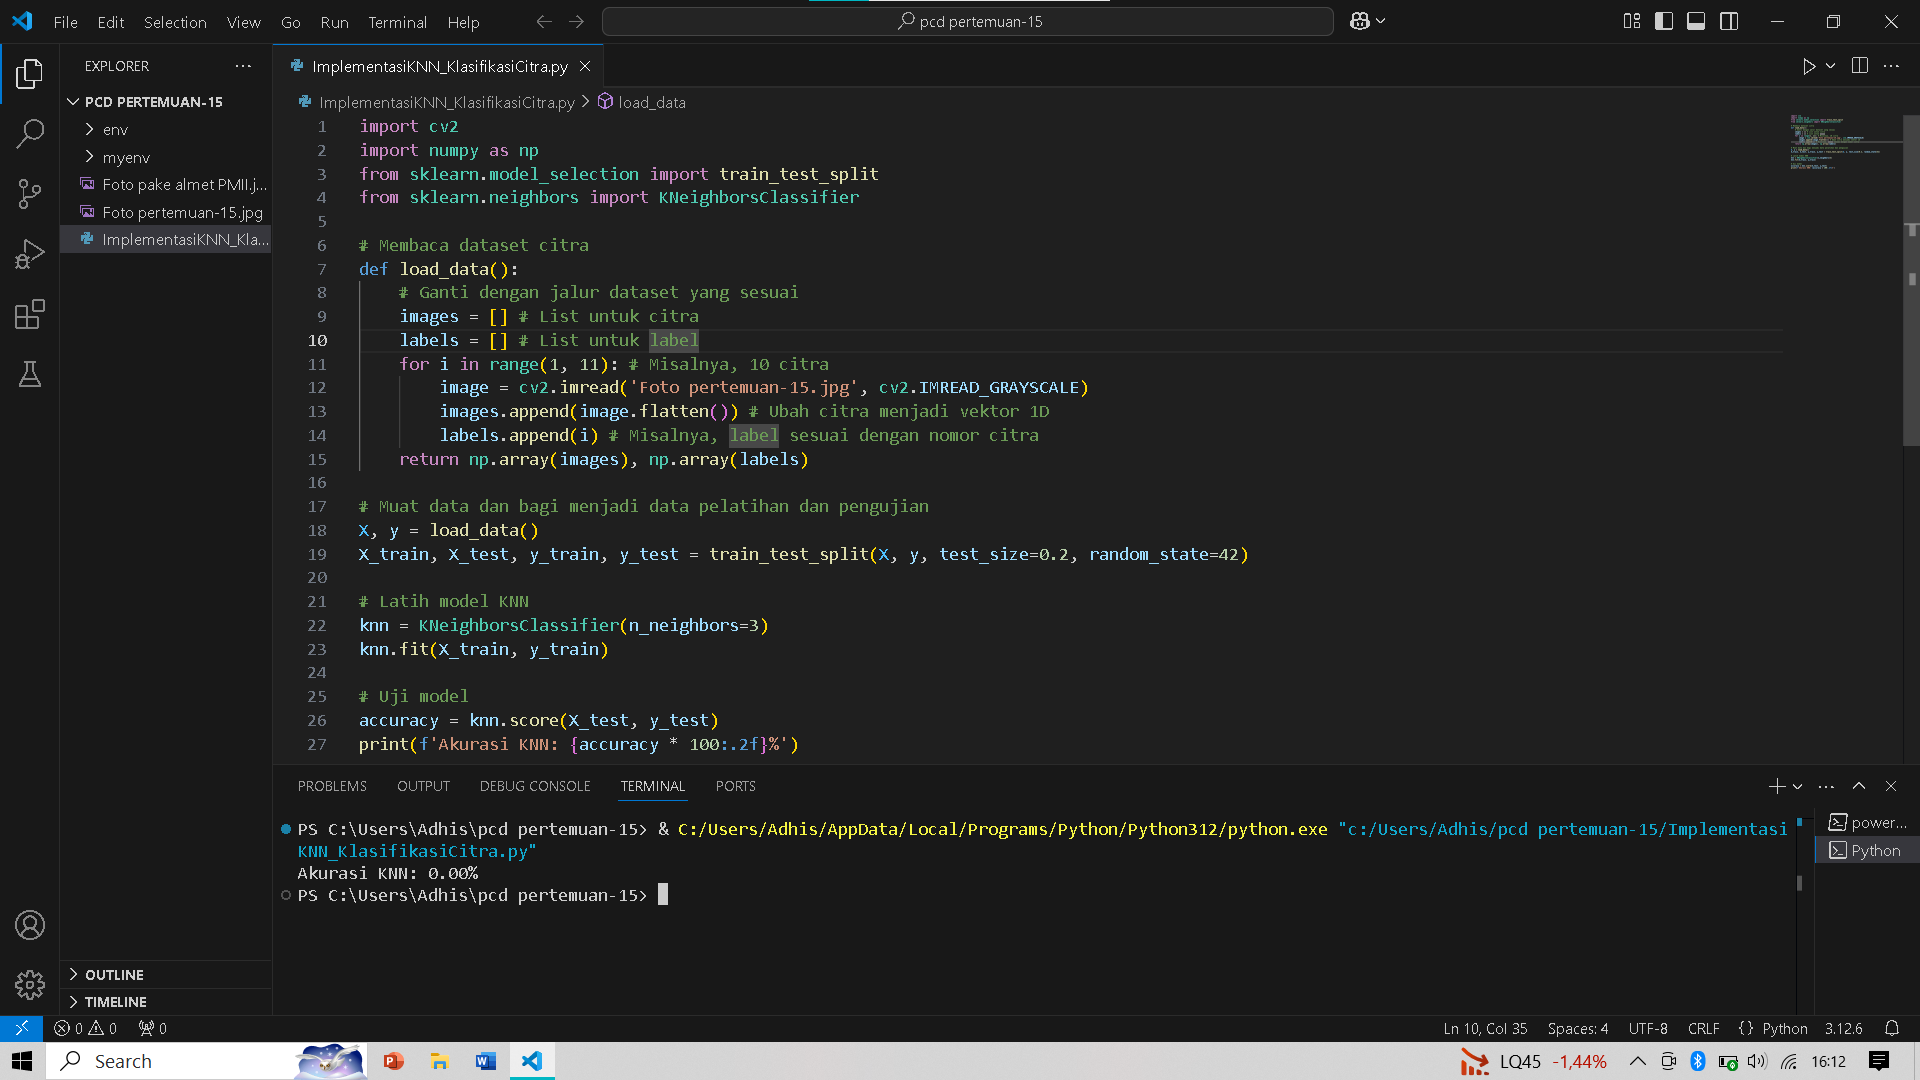 File Edit Selection View Go Run Terminal Help
pcd pertemuan-15
EXPLORER
PCD PERTEMUAN-15
env
myenv
Foto pake almet PMII.j...
Foto pertemuan-15.jpg
ImplementasiKNN_Kla...
OUTLINE
TIMELINE
ImplementasiKNN_KlasifikasiCitra.py
ImplementasiKNN_KlasifikasiCitra.py > load_data
1 import cv2
2 import numpy as np
3 from sklearn.model_selection import train_test_split
4 from sklearn.neighbors import KNeighborsClassifier
5
6 # Membaca dataset citra
7 def load_data():
8 # Ganti dengan jalur dataset yang sesuai
9 images = [] # List untuk citra
10 labels = [] # List untuk label
11 for i in range(1, 11): # Misalnya, 10 citra
12 image = cv2.imread('Foto pertemuan-15.jpg', cv2.IMREAD_GRAYSCALE)
13 images.append(image.flatten()) # Ubah citra menjadi vektor 1D
14 labels.append(i) # Misalnya, label sesuai dengan nomor citra
15 return np.array(images), np.array(labels)
16
17 # Muat data dan bagi menjadi data pelatihan dan pengujian
18 X, y = load_data()
19 X_train, X_test, y_train, y_test = train_test_split(X, y, test_size=0.2, random_state=42)
20
21 # Latih model KNN
22 knn = KNeighborsClassifier(n_neighbors=3)
23 knn.fit(X_train, y_train)
24
25 # Uji model
26 accuracy = knn.score(X_test, y_test)
27 print(f'Akurasi KNN: {accuracy * 100:.2f}%')
PROBLEMS OUTPUT DEBUG CONSOLE TERMINAL PORTS
PS C:\Users\Adhis\pcd pertemuan-15> & C:/Users/Adhis/AppData/Local/Programs/Python/Python312/python.exe "c:/Users/Adhis/pcd pertemuan-15/Implementasi
KNN_KlasifikasiCitra.py"
Akurasi KNN: 0.00%
PS C:\Users\Adhis\pcd pertemuan-15>
power...
Python
0 0 0
Ln 10, Col 35 Spaces: 4 UTF-8 CRLF {} Python 3.12.6
Search
LQ45 -1,44%
16:12